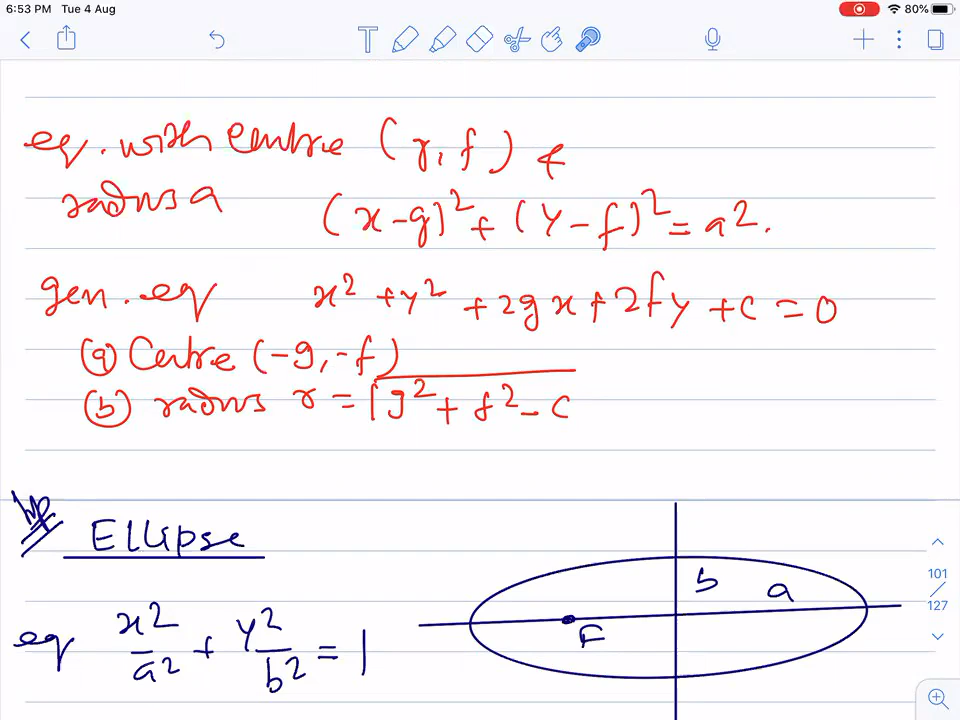 6:53 PM Tue 4 Aug 80%
T
eq. with centre (γ, f) &
radius a (x-g)² + (y-f)² = a².
gen. eq x² + y² + 2gx + 2fy + c = 0
(a) Centre (-g, -f)
(b) radius r = √g² + f² - c
Imp
Ellipse
b a
F
eq x²/a² + y²/b² = 1
101
/
127